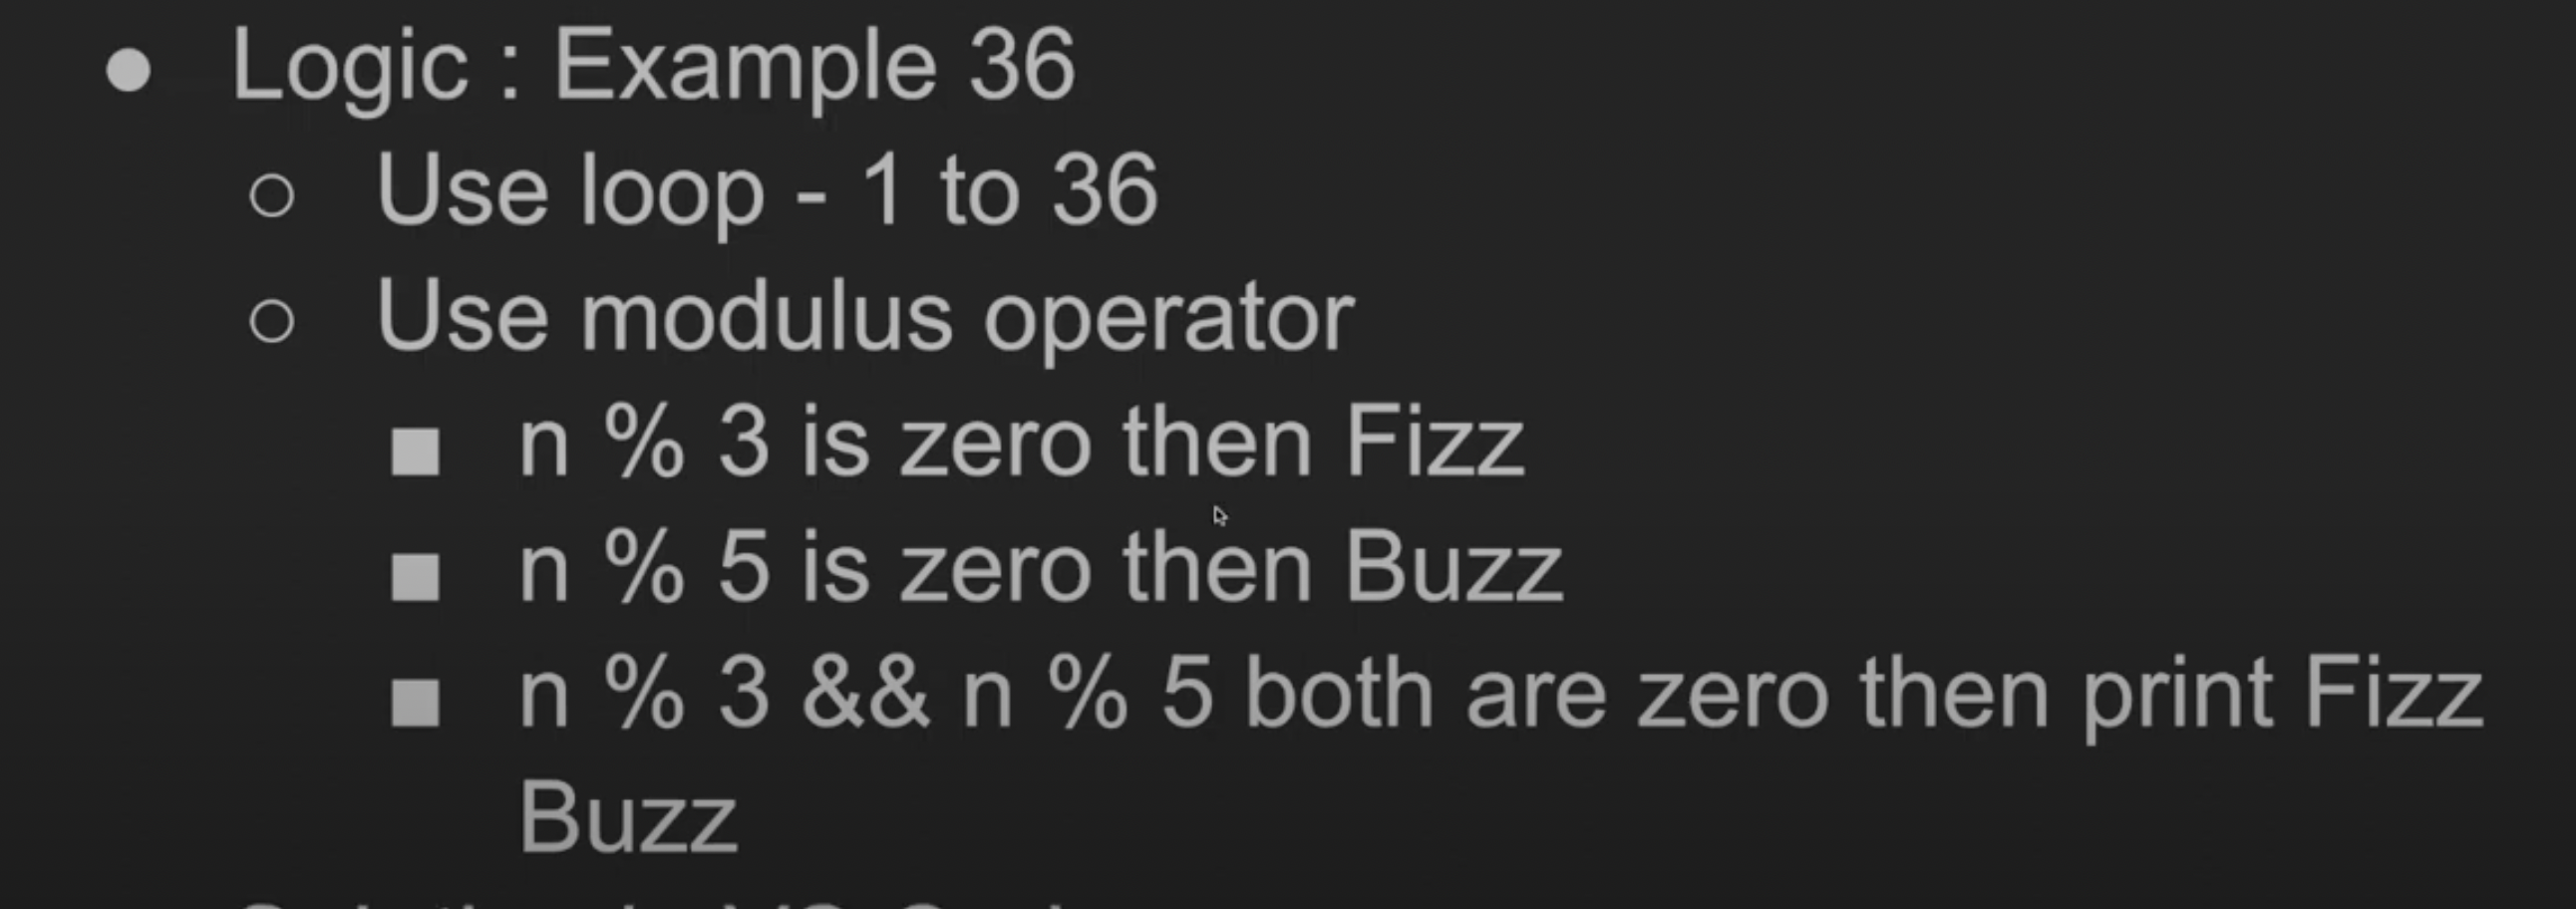 Logic : Example 36
Use loop - 1 to 36
Use modulus operator
n % 3 is zero then Fizz
n % 5 is zero then Buzz
n % 3 && n % 5 both are zero then print Fizz
Buzz